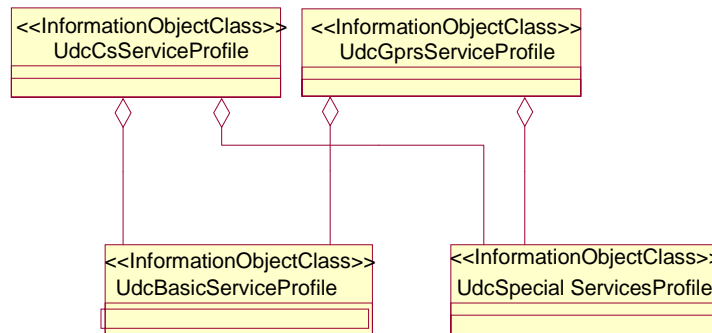 <<InformationObjectClass>>
UdcCsServiceProfile
<<InformationObjectClass>>
UdcGprsServiceProfile
<<InformationObjectClass>>
UdcBasicServiceProfile
<<InformationObjectClass>>
UdcSpecial ServicesProfile